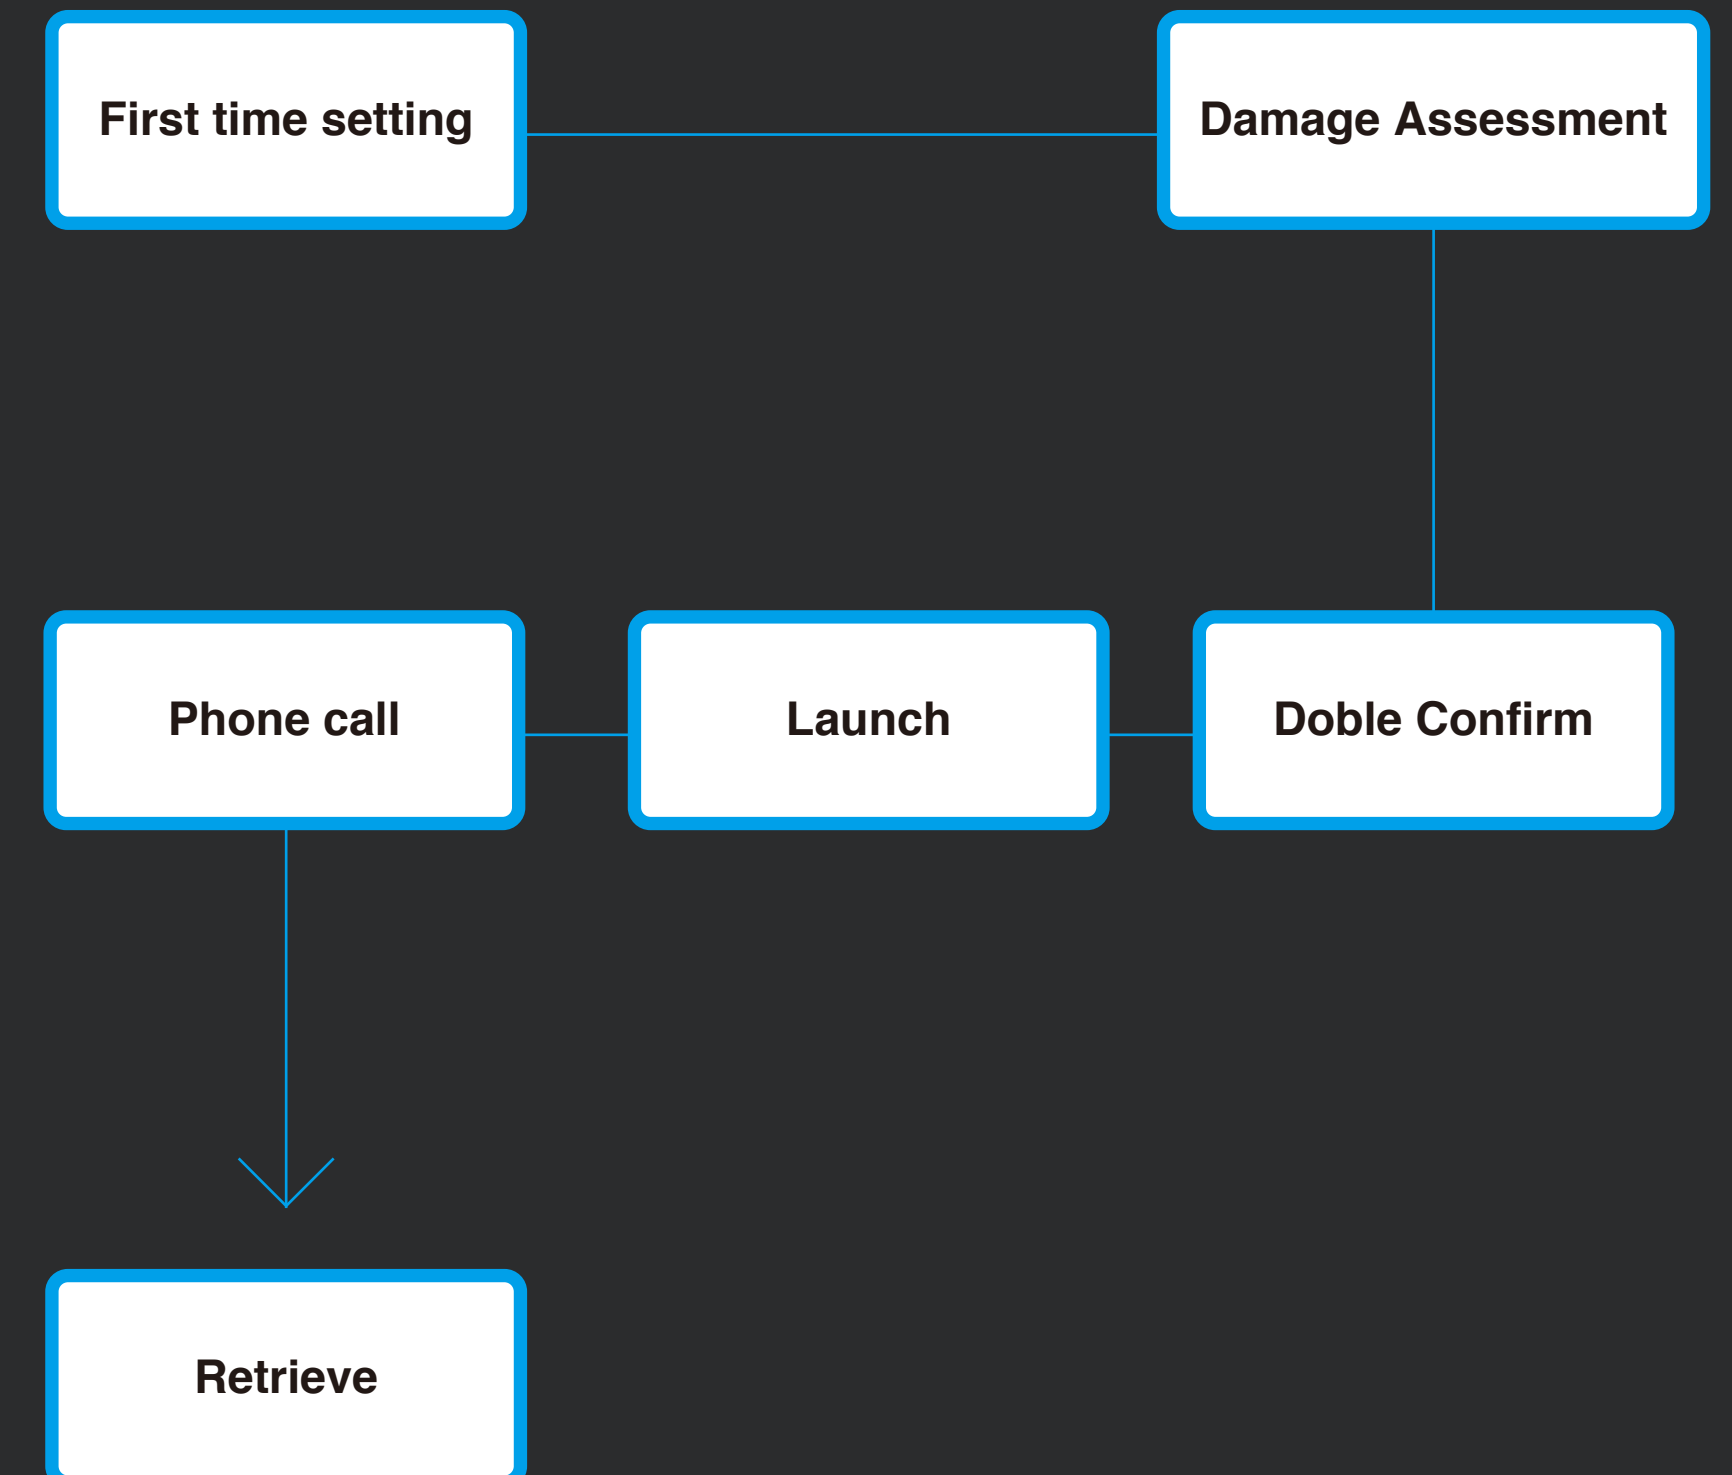 First time setting
Damage Assessment
Phone call
Launch
Doble Confirm
Retrieve